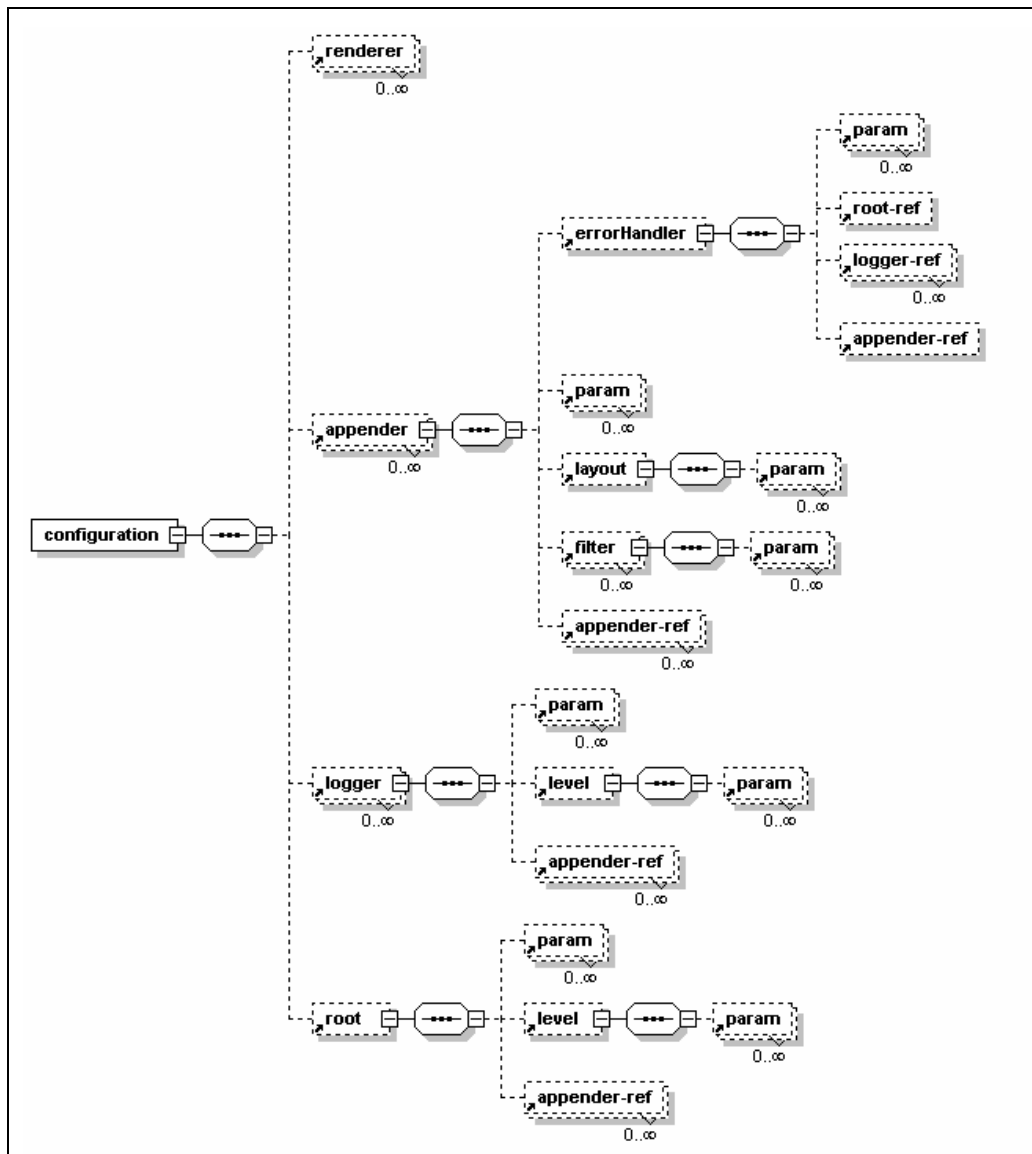 renderer
0..∞
param
0..∞
root-ref
errorHandler
logger-ref
0..∞
appender-ref
param
0..∞
appender
0..∞
layout
param
0..∞
configuration
filter
0..∞
param
0..∞
appender-ref
0..∞
param
0..∞
logger
0..∞
level
param
0..∞
appender-ref
0..∞
param
0..∞
root
level
param
0..∞
appender-ref
0..∞